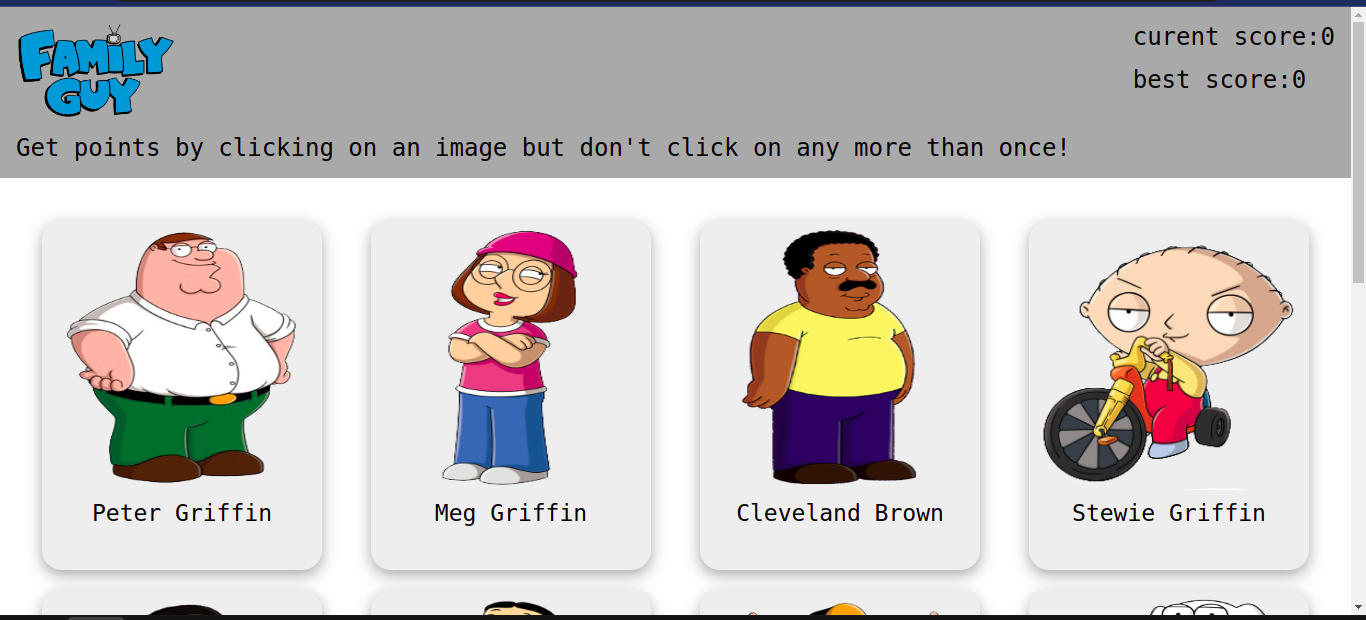 FAMILY
GUY
curent score:0
best score:0
Get points by clicking on an image but don't click on any more than once!
Peter Griffin
Meg Griffin
Cleveland Brown
Stewie Griffin